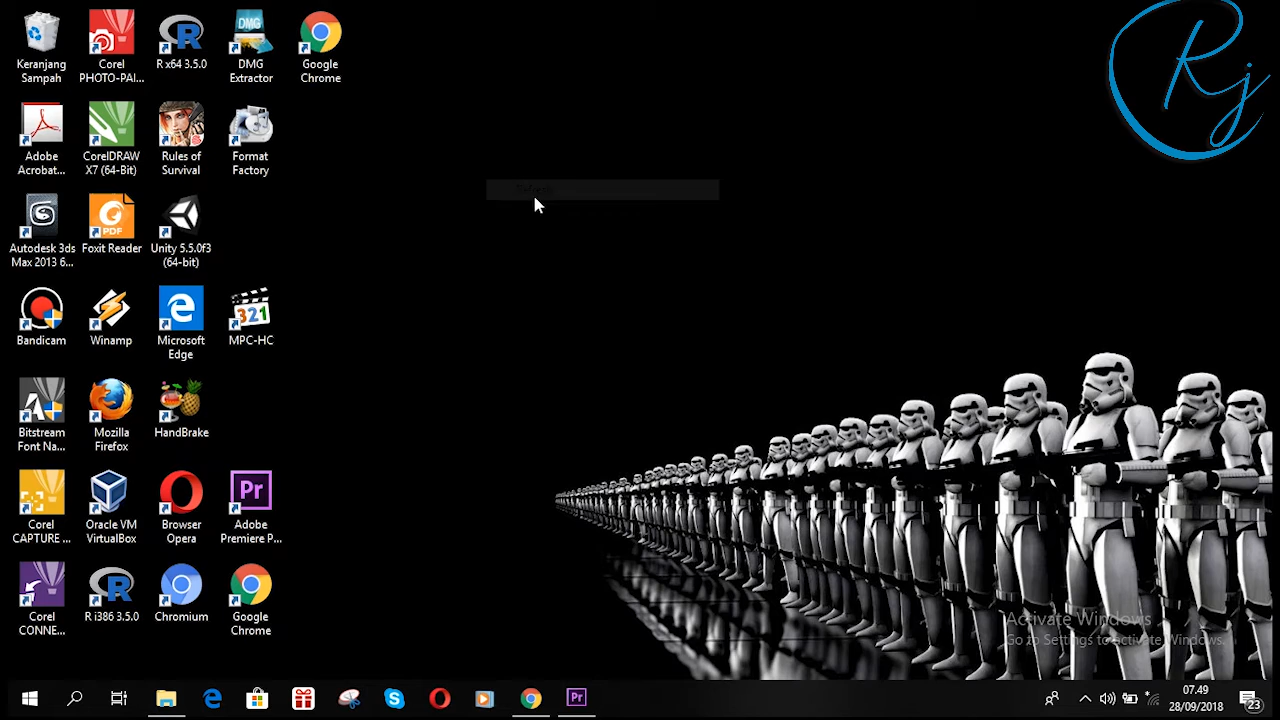 Rj
Keranjang
Sampah
Corel
PHOTO-PAI...
R x64 3.5.0
DMG
DMG
Extractor
Google
Chrome
Adobe
Acrobat...
CorelDRAW
X7 (64-Bit)
Rules of
Survival
Format
Factory
Refresh
Autodesk 3ds
Max 2013 6...
PDF
Foxit Reader
Unity 5.5.0f3
(64-bit)
Bandicam
Winamp
Microsoft
Edge
321
MPC-HC
Bitstream
Font Na...
Mozilla
Firefox
HandBrake
Corel
CAPTURE ...
Oracle VM
VirtualBox
Browser
Opera
Pr
Adobe
Premiere P...
Corel
CONNE...
R i386 3.5.0
Chromium
Google
Chrome
Activate Windows
Go to Settings to activate Windows.
Pr
07.49
28/09/2018
23